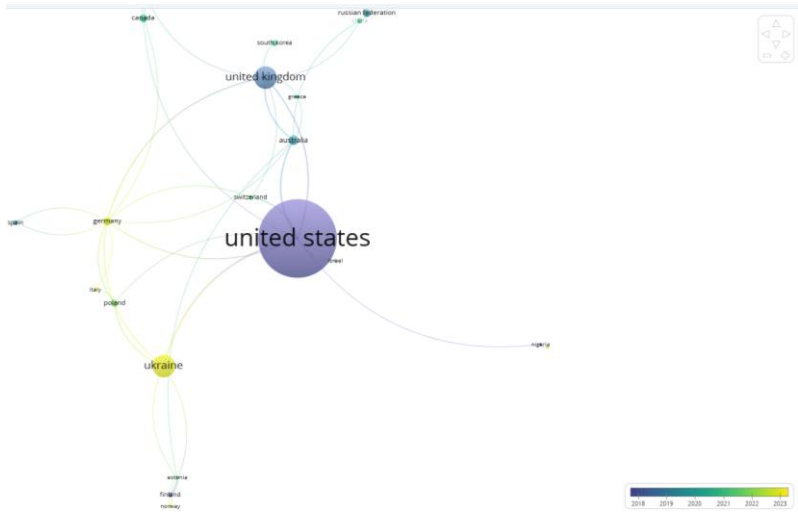 canada
russian federation
south korea
united kingdom
greece
australia
switzerland
spain
germany
united states
israel
italy
poland
nigeria
ukraine
estonia
finland
norway
2018 2019 2020 2021 2022 2023